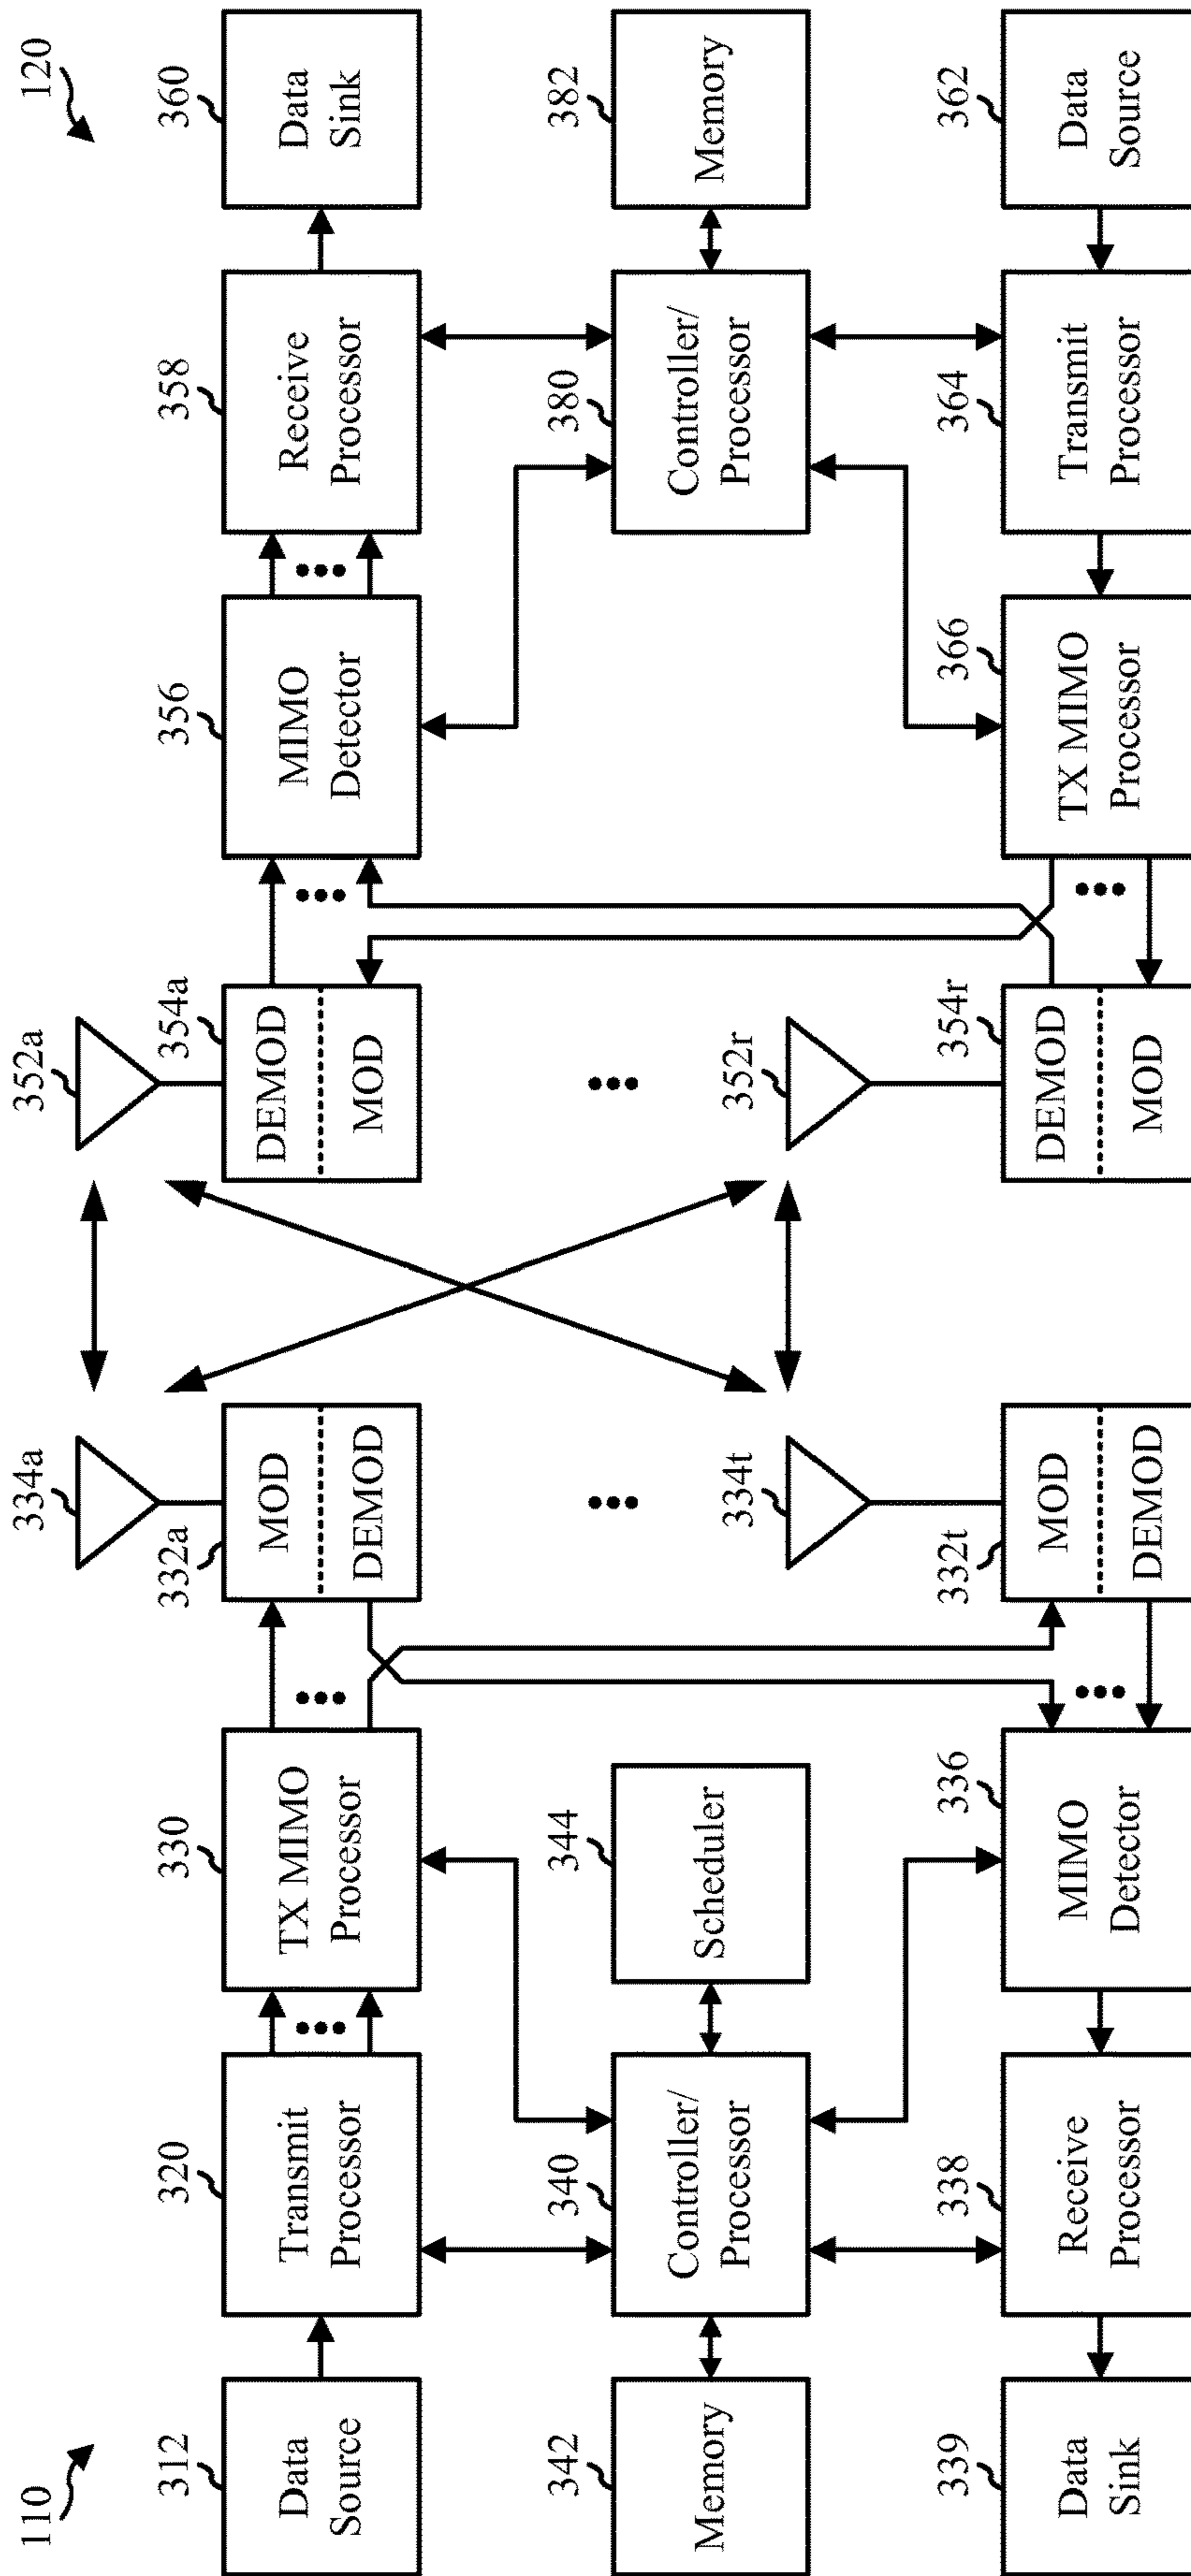 110
120
334a
352a
312
320
330
332a
354a
356
358
360
Data
Source
Transmit
Processor
TX MIMO
Processor
MOD
DEMOD
DEMOD
MOD
MIMO
Detector
Receive
Processor
Data
Sink
342
340
344
334t
352r
380
382
Memory
Controller/
Processor
Scheduler
Controller/
Processor
Memory
339
338
336
332t
354r
366
364
362
Data
Sink
Receive
Processor
MIMO
Detector
MOD
DEMOD
DEMOD
MOD
TX MIMO
Processor
Transmit
Processor
Data
Source